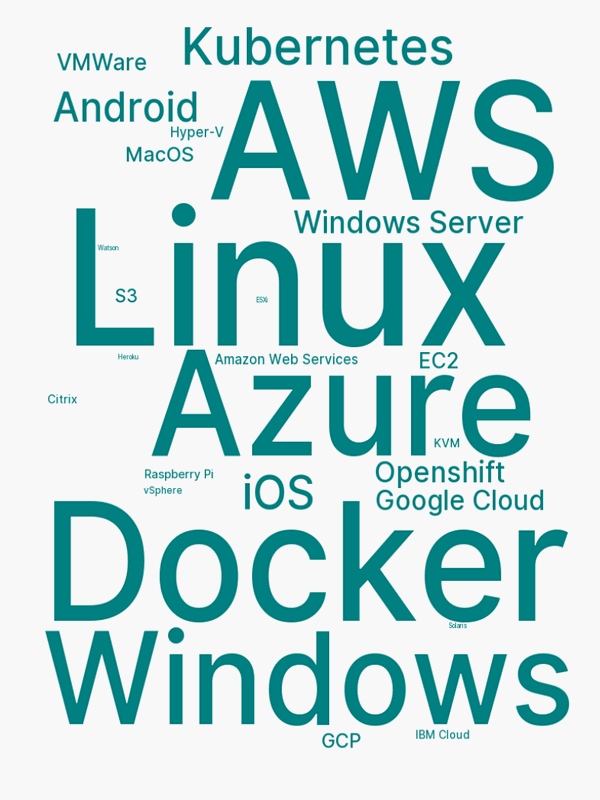 Kubernetes
VMWare
AWS
Android
Hyper-V
MacOS
Windows Server
Linux
Watson
S3
ESXi
Heroku
Amazon Web Services
EC2
Azure
Citrix
KVM
Raspberry Pi
Openshift
iOS
vSphere
Google Cloud
Docker
Solaris
Windows
GCP
IBM Cloud